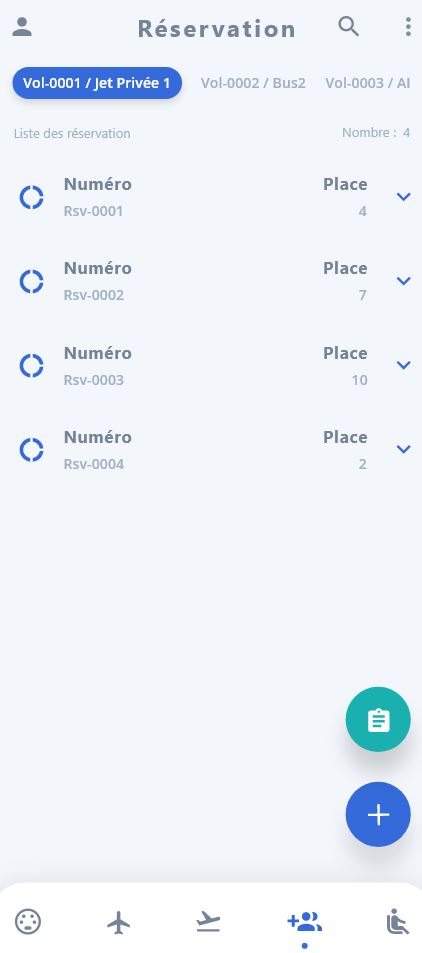 Réservation
Vol-0001 / Jet Privée 1 Vol-0002 / Bus2 Vol-0003 / AI
Liste des réservation Nombre : 4
Numéro Place
Rsv-0001 4
Numéro Place
Rsv-0002 7
Numéro Place
Rsv-0003 10
Numéro Place
Rsv-0004 2